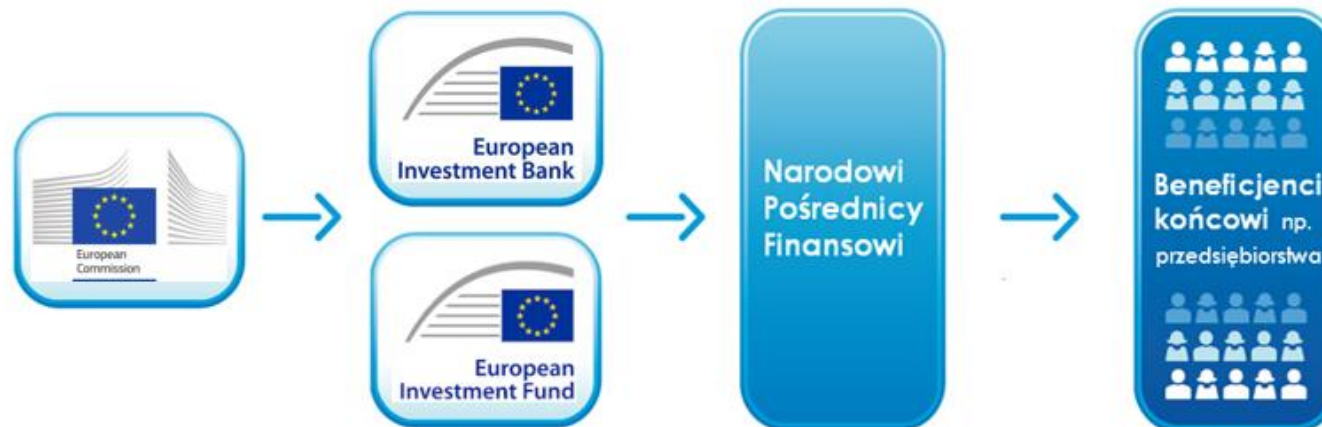 European
Commission
European
Investment Bank
European
Investment Fund
Narodowi
Pośrednicy
Finansowi
Beneficjenci
końcowi np.
przedsiębiorstwa